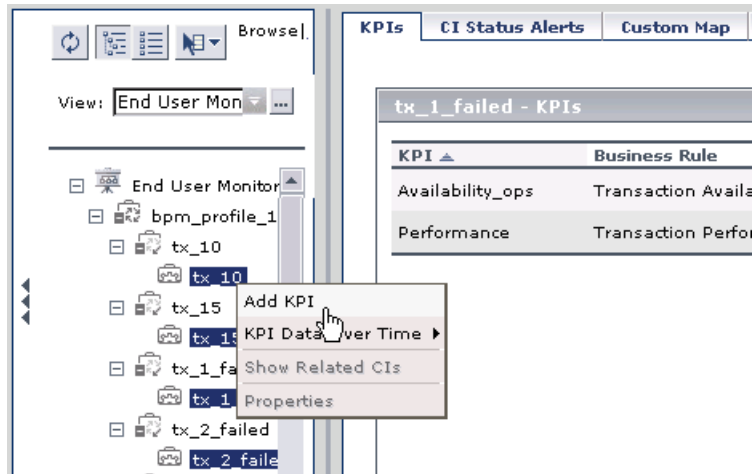 Browse
View: End User Mon ...
End User Monitor
bpm_profile_1
tx_10
tx_10
tx_15
tx_15
tx_1_fa
tx_1
tx_2_failed
tx_2_faile
Add KPI
KPI Data Over Time
Show Related CIs
Properties
KPIs CI Status Alerts Custom Map
tx_1_failed - KPIs
KPI Business Rule
Availability_ops Transaction Availa
Performance Transaction Perfo